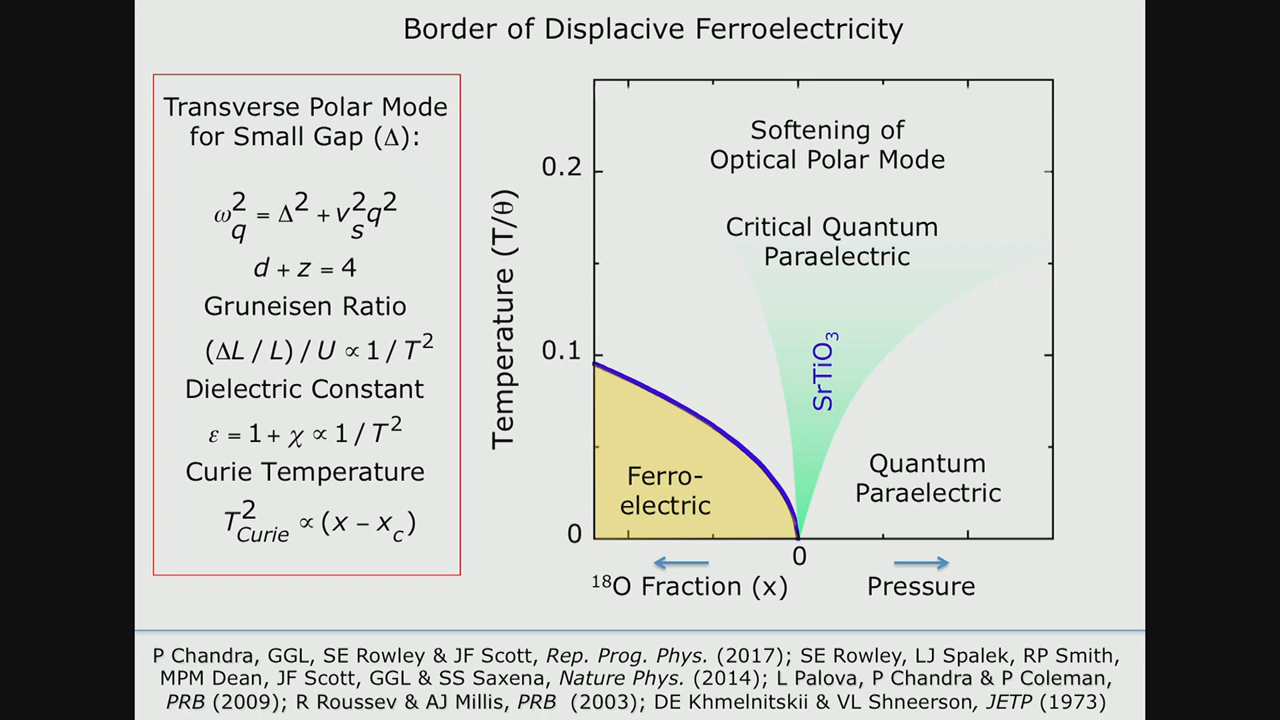 Border of Displacive Ferroelectricity
Transverse Polar Mode
for Small Gap (Δ):
ω_q^2 = Δ^2 + v_s^2 q^2
d + z = 4
Gruneisen Ratio
(ΔL / L) / U ∝ 1 / T^2
Dielectric Constant
ε = 1 + χ ∝ 1 / T^2
Curie Temperature
T_Curie^2 ∝ (x − x_c)
Temperature (T/θ)
0.2
0.1
0
Softening of
Optical Polar Mode
Critical Quantum
Paraelectric
SrTiO₃
Ferro-
electric
Quantum
Paraelectric
0
¹⁸O Fraction (x)
Pressure
P Chandra, GGL, SE Rowley & JF Scott, Rep. Prog. Phys. (2017); SE Rowley, LJ Spalek, RP Smith,
MPM Dean, JF Scott, GGL & SS Saxena, Nature Phys. (2014); L Palova, P Chandra & P Coleman,
PRB (2009); R Roussev & AJ Millis, PRB (2003); DE Khmelnitskii & VL Shneerson, JETP (1973)